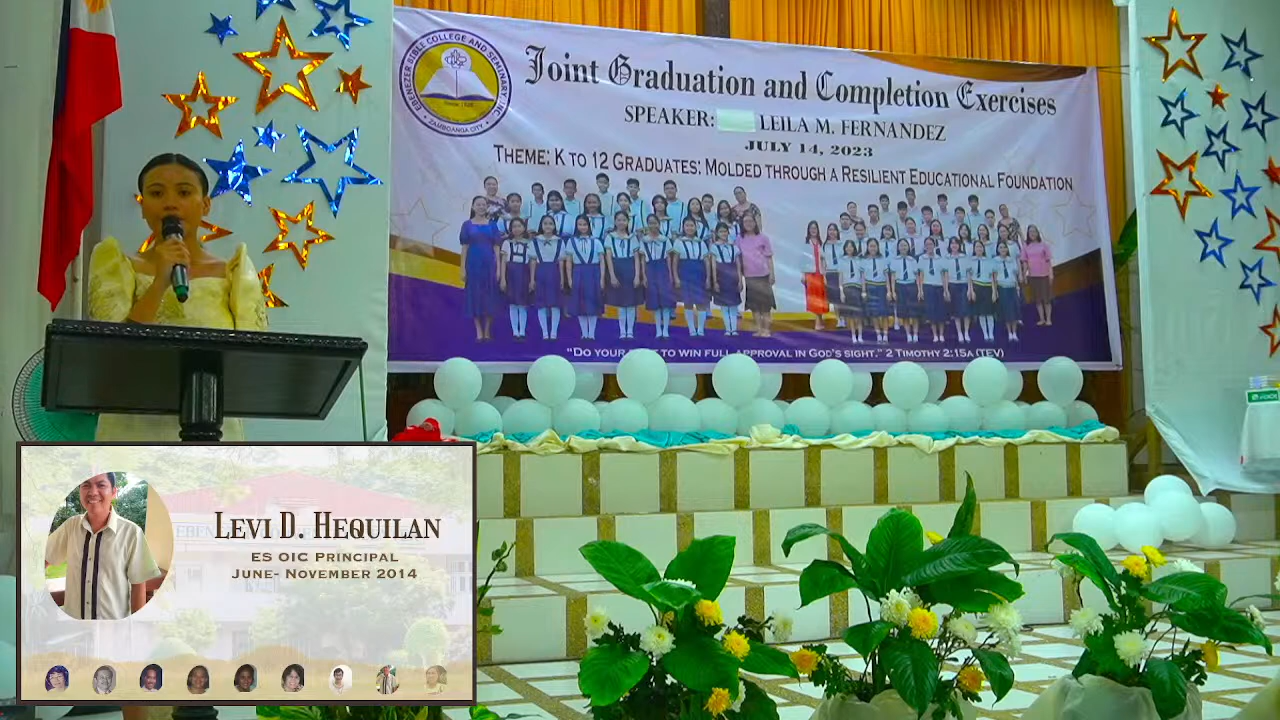 EBENEZER BIBLE COLLEGE AND SEMINARY, INC.
ZAMBOANGA CITY
Joint Graduation and Completion Exercises
SPEAKER: LEILA M. FERNANDEZ
JULY 14, 2023
THEME: K TO 12 GRADUATES: MOLDED THROUGH A RESILIENT EDUCATIONAL FOUNDATION
"DO YOUR TO WIN FULL APPROVAL IN GOD'S SIGHT." 2 TIMOTHY 2:15A (TEV)
LEVI D. HEQUILAN
ES OIC PRINCIPAL
JUNE- NOVEMBER 2014